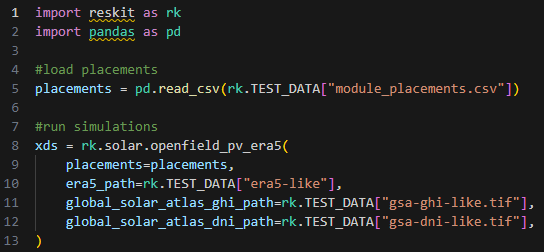 1 import reskit as rk
2 import pandas as pd
3
4 #load placements
5 placements = pd.read_csv(rk.TEST_DATA["module_placements.csv"])
6
7 #run simulations
8 xds = rk.solar.openfield_pv_era5(
9     placements=placements,
10     era5_path=rk.TEST_DATA["era5-like"],
11     global_solar_atlas_ghi_path=rk.TEST_DATA["gsa-ghi-like.tif"],
12     global_solar_atlas_dni_path=rk.TEST_DATA["gsa-dni-like.tif"],
13 )